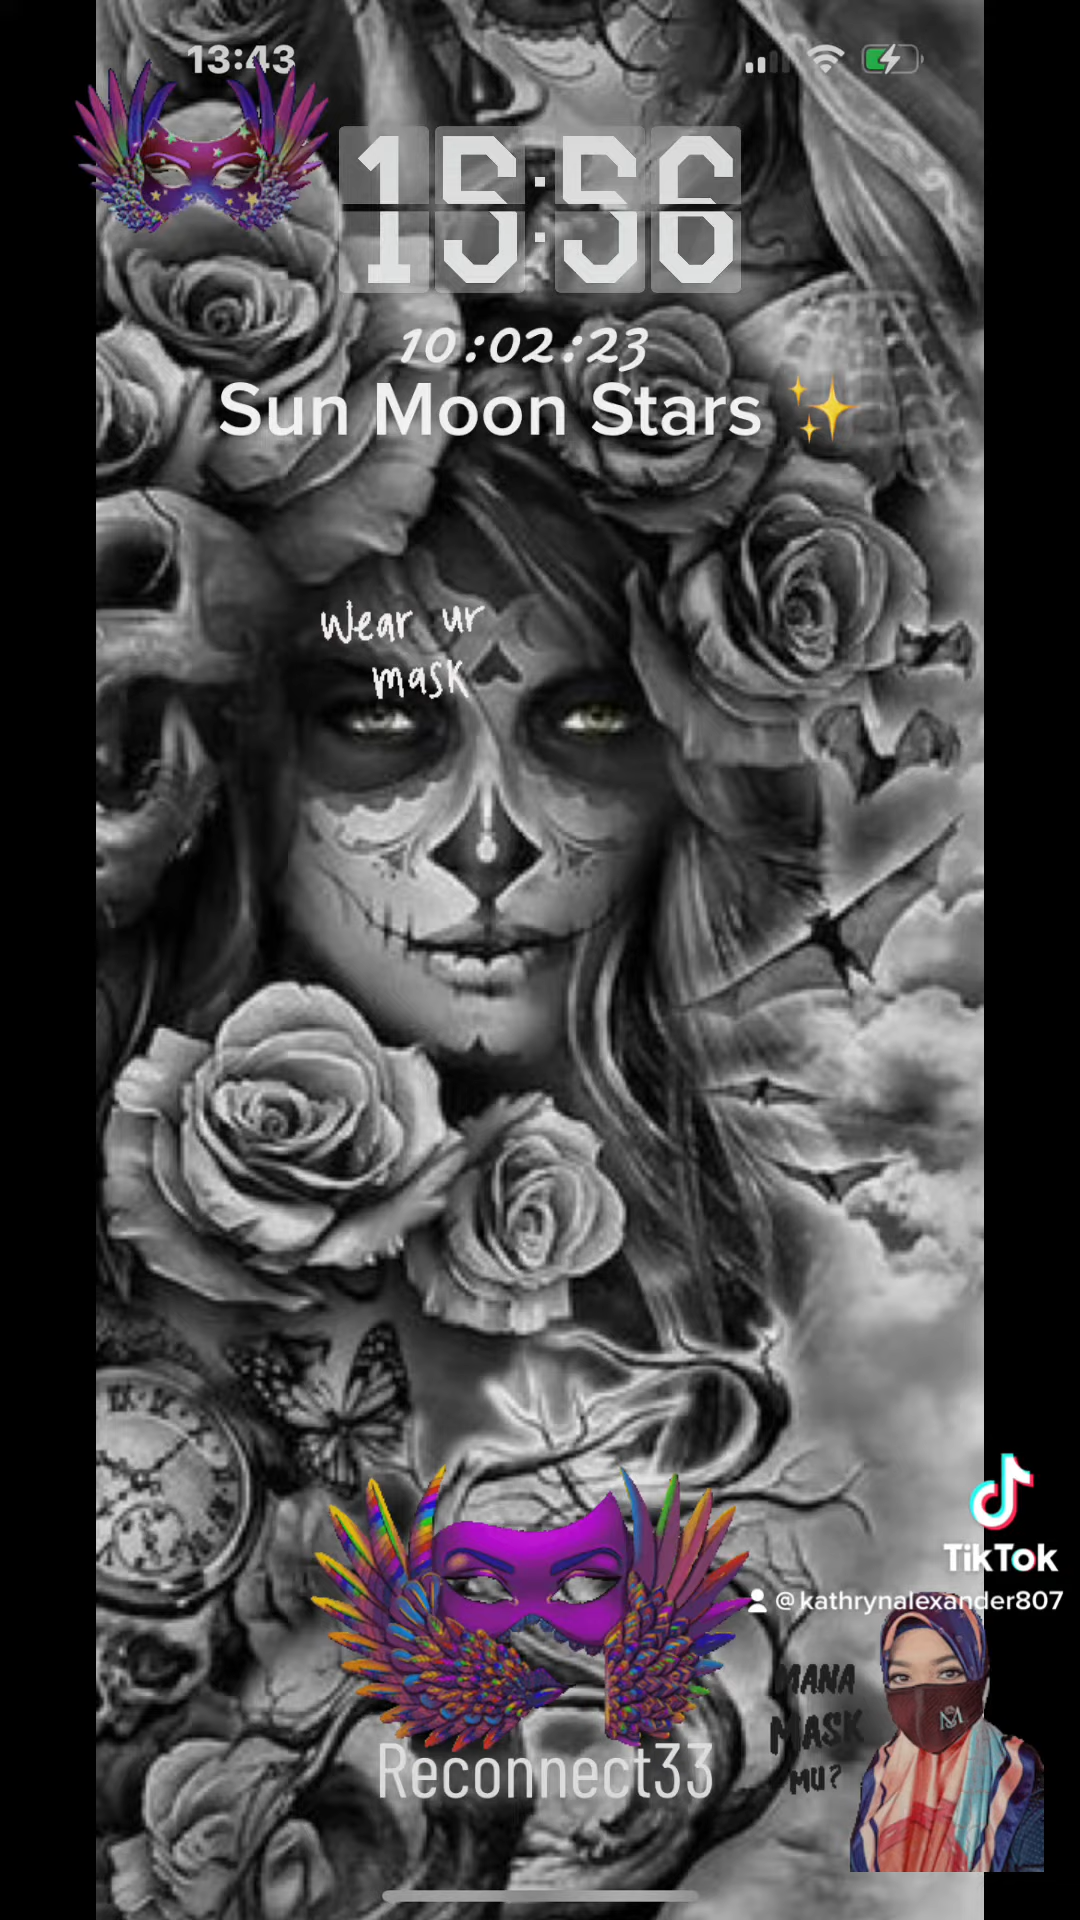 13:43
15:56
10:02:23
Sun Moon Stars ✨
Wear ur
mask
TikTok
@kathrynalexander807
MANA
MASK
MU?
Reconnect33